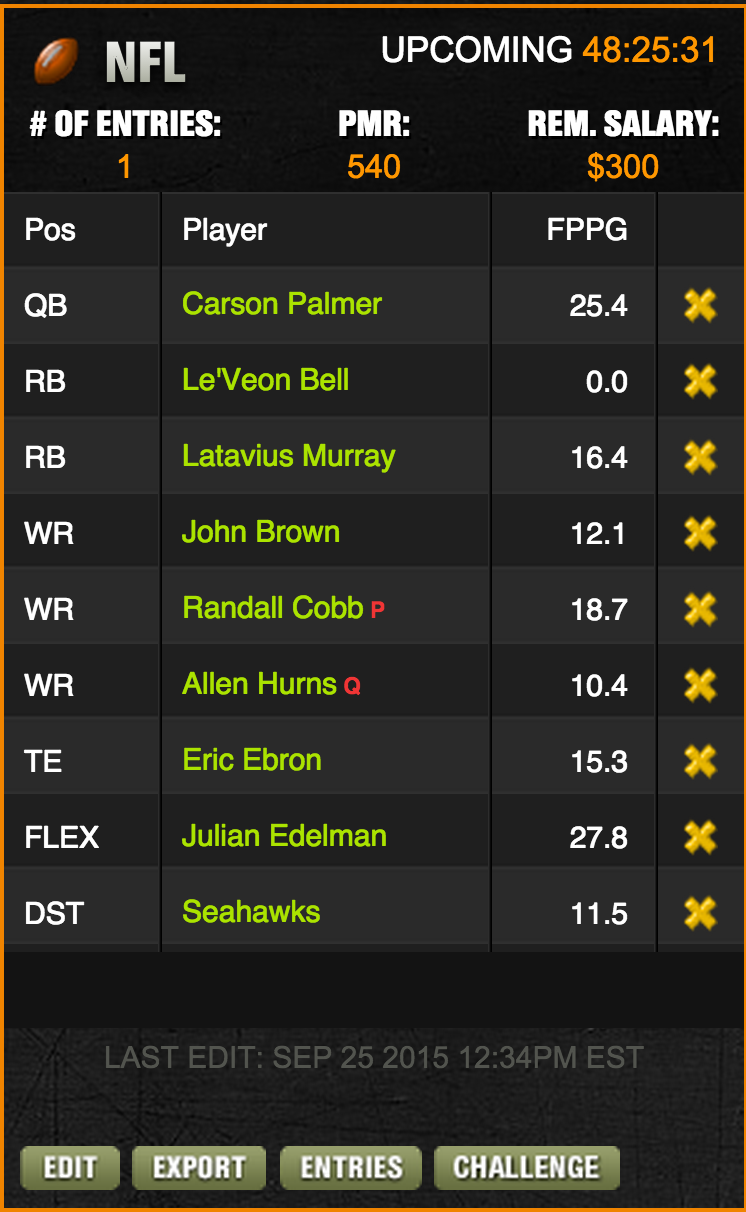 NFL
UPCOMING 48:25:31
# OF ENTRIES: PMR: REM. SALARY:
1 540 $300
Pos Player FPPG
QB Carson Palmer 25.4
RB Le'Veon Bell 0.0
RB Latavius Murray 16.4
WR John Brown 12.1
WR Randall Cobb P 18.7
WR Allen Hurns Q 10.4
TE Eric Ebron 15.3
FLEX Julian Edelman 27.8
DST Seahawks 11.5
LAST EDIT: SEP 25 2015 12:34PM EST
EDIT EXPORT ENTRIES CHALLENGE